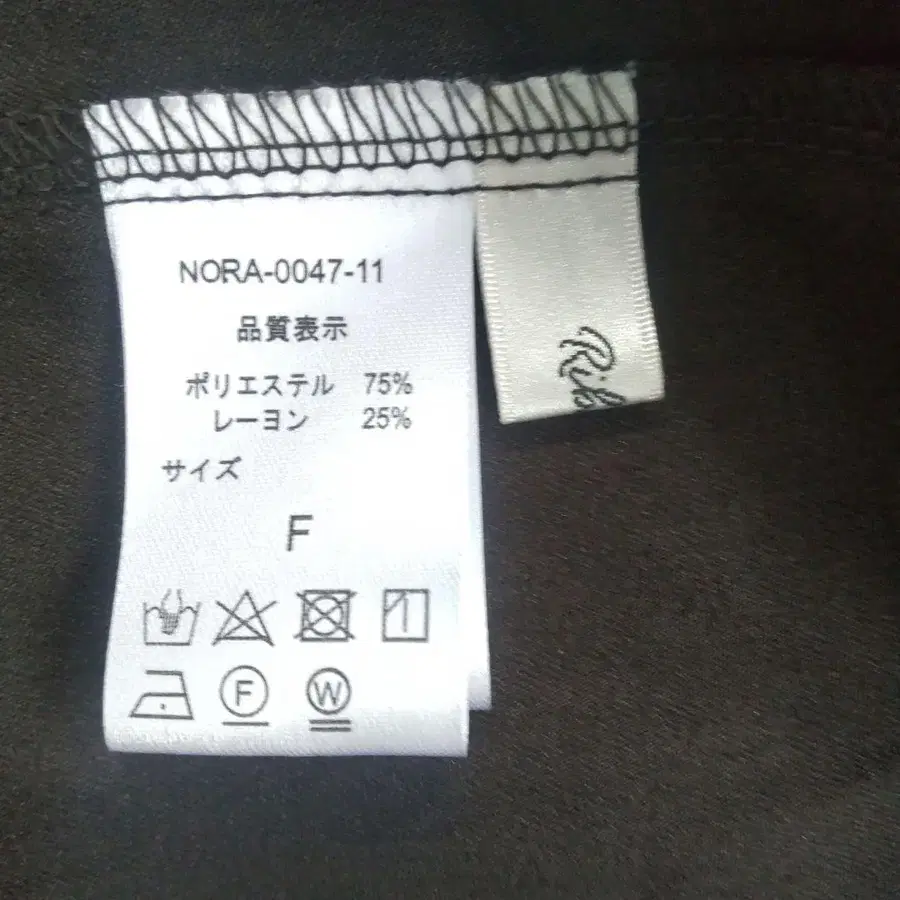 NORA-0047-11
品質表示
ポリエステル 75%
レーヨン 25%
サイズ
F
F
W